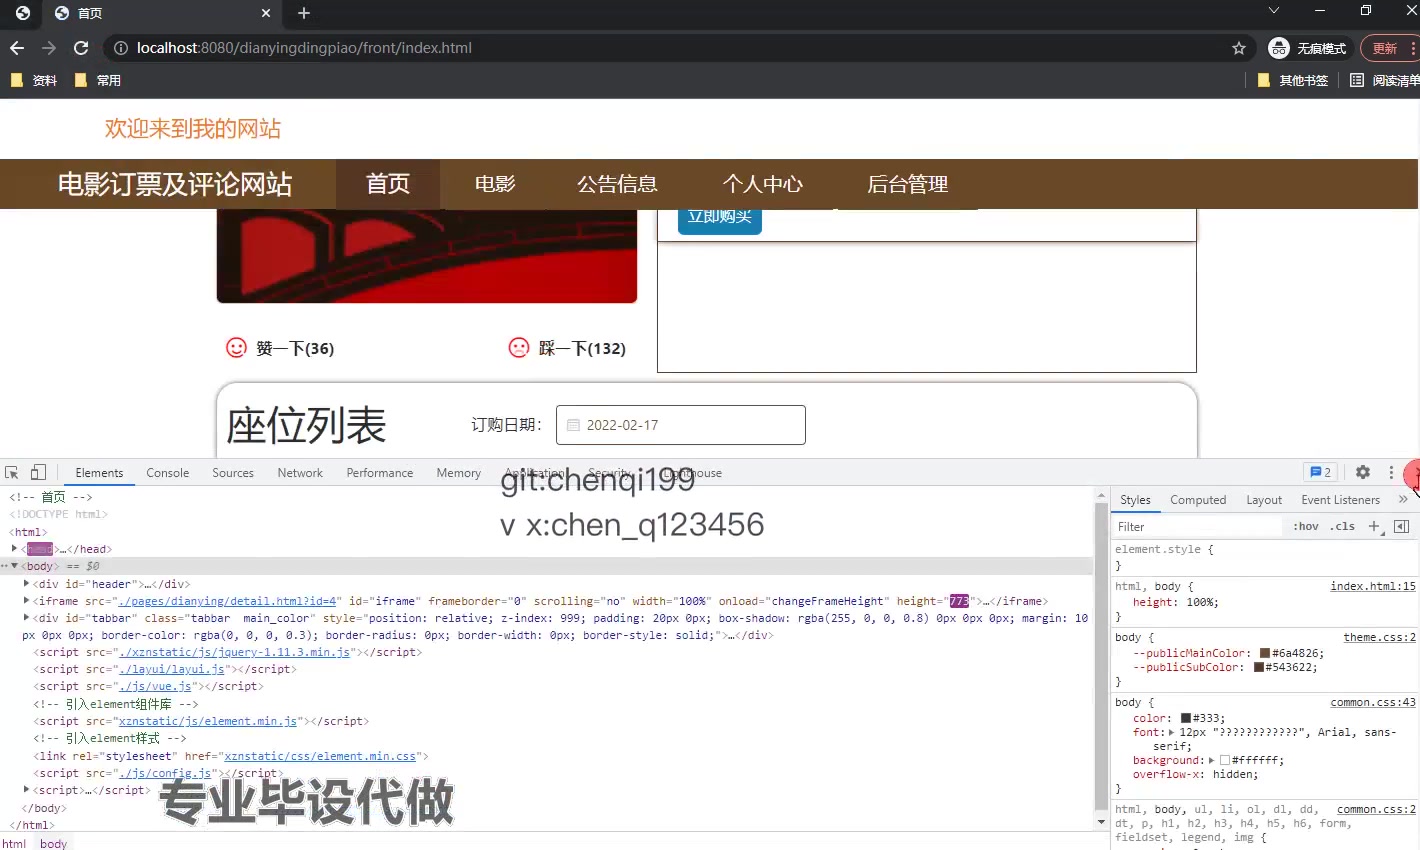 首页
localhost:8080/dianyingdingpiao/front/index.html
无痕模式
更新
资料
常用
其他书签
阅读清单
欢迎来到我的网站
电影订票及评论网站
首页
电影
公告信息
个人中心
后台管理
立即购买
赞一下(36)
踩一下(132)
座位列表
订购日期：
2022-02-17
Elements Console Sources Network Performance Memory Application Security Lighthouse
2
git:chenqi199
v x:chen_q123456
<!-- 首页 -->
<!DOCTYPE html>
<html>
<head>…</head>
<body> == $0
<div id="header">…</div>
<iframe src="./pages/dianying/detail.html?id=4" id="iframe" frameborder="0" scrolling="no" width="100%" onload="changeFrameHeight" height="773">…</iframe>
<div id="tabbar" class="tabbar main_color" style="position: relative; z-index: 999; padding: 20px 0px; box-shadow: rgba(255, 0, 0, 0.8) 0px 0px 0px; margin: 10
px 0px 0px; border-color: rgba(0, 0, 0, 0.3); border-radius: 0px; border-width: 0px; border-style: solid;">…</div>
<script src="./xznstatic/js/jquery-1.11.3.min.js"></script>
<script src="./layui/layui.js"></script>
<script src="./js/vue.js"></script>
<!-- 引入element组件库 -->
<script src="xznstatic/js/element.min.js"></script>
<!-- 引入element样式 -->
<link rel="stylesheet" href="xznstatic/css/element.min.css">
<script src="./js/config.js"></script>
<script>…</script>
专业毕设代做
</body>
</html>
html body
Styles Computed Layout Event Listeners
Filter
:hov .cls
element.style {
}
html, body { index.html:15
height: 100%;
}
body { theme.css:2
--publicMainColor: #6a4826;
--publicSubColor: #543622;
}
body { common.css:43
color: #333;
font: 12px "????????????", Arial, sans-
serif;
background: #ffffff;
overflow-x: hidden;
}
html, body, ul, li, ol, dl, dd, common.css:2
dt, p, h1, h2, h3, h4, h5, h6, form,
fieldset, legend, img {